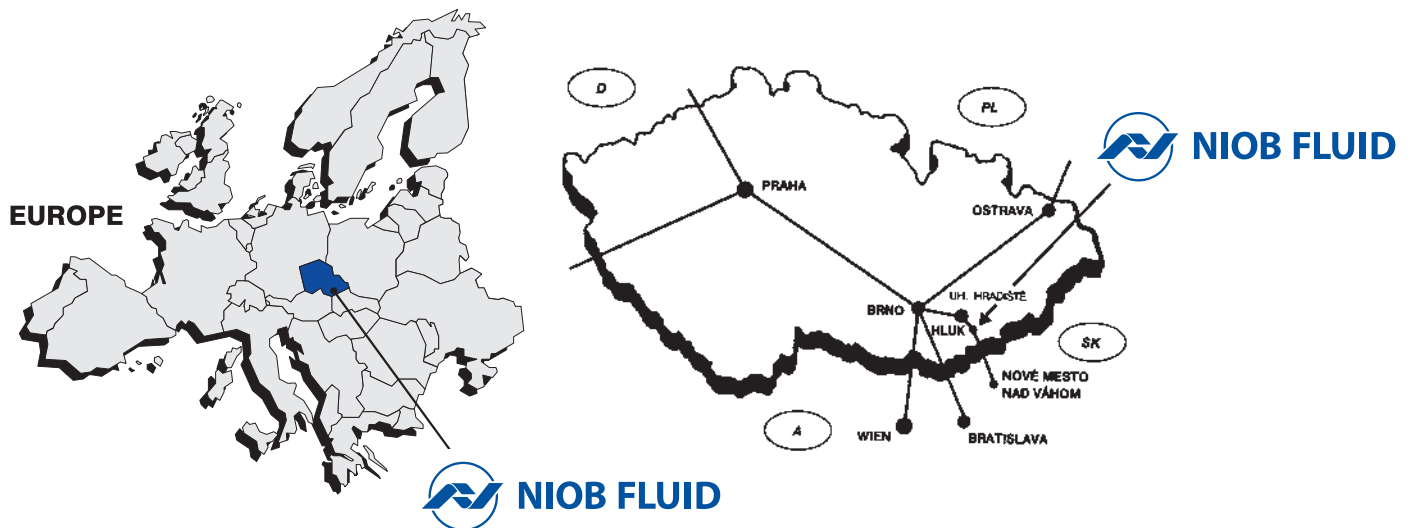 EUROPE
NIOB FLUID
D
PL
NIOB FLUID
PRAHA
OSTRAVA
UH. HRADIŠTĚ
BRNO
HLUK
SK
NOVÉ MESTO
NAD VÁHOM
A
WIEN
BRATISLAVA